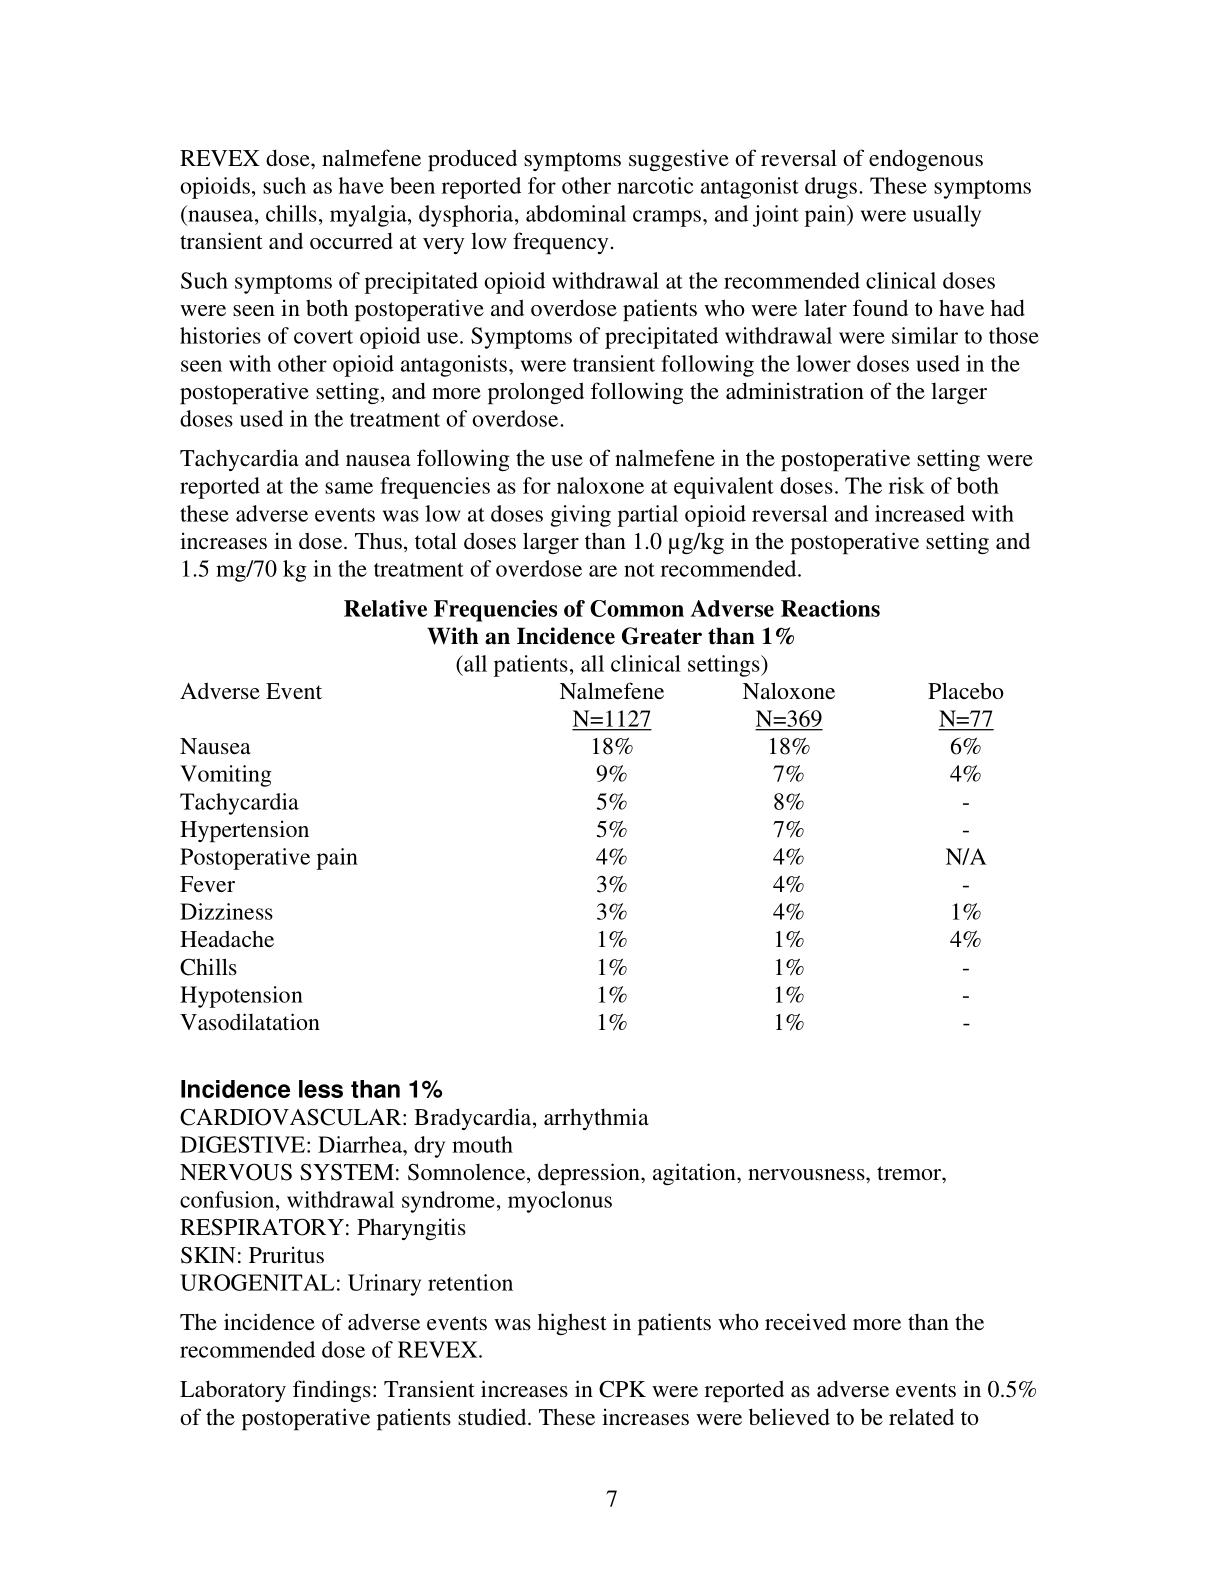 REVEX dose, nalmefene produced symptoms suggestive of reversal of endogenous
opioids, such as have been reported for other narcotic antagonist drugs. These symptoms
(nausea, chills, myalgia, dysphoria, abdominal cramps, and joint pain) were usually
transient and occurred at very low frequency.
Such symptoms of precipitated opioid withdrawal at the recommended clinical doses
were seen in both postoperative and overdose patients who were later found to have had
histories of covert opioid use. Symptoms of precipitated withdrawal were similar to those
seen with other opioid antagonists, were transient following the lower doses used in the
postoperative setting, and more prolonged following the administration of the larger
doses used in the treatment of overdose.
Tachycardia and nausea following the use of nalmefene in the postoperative setting were
reported at the same frequencies as for naloxone at equivalent doses. The risk of both
these adverse events was low at doses giving partial opioid reversal and increased with
increases in dose. Thus, total doses larger than 1.0 µg/kg in the postoperative setting and
1.5 mg/70 kg in the treatment of overdose are not recommended.
Relative Frequencies of Common Adverse Reactions
With an Incidence Greater than 1%
(all patients, all clinical settings)
Adverse Event Nalmefene Naloxone Placebo
N=1127 N=369 N=77
Nausea 18% 18% 6%
Vomiting 9% 7% 4%
Tachycardia 5% 8% -
Hypertension 5% 7% -
Postoperative pain 4% 4% N/A
Fever 3% 4% -
Dizziness 3% 4% 1%
Headache 1% 1% 4%
Chills 1% 1% -
Hypotension 1% 1% -
Vasodilatation 1% 1% -
Incidence less than 1%
CARDIOVASCULAR: Bradycardia, arrhythmia
DIGESTIVE: Diarrhea, dry mouth
NERVOUS SYSTEM: Somnolence, depression, agitation, nervousness, tremor,
confusion, withdrawal syndrome, myoclonus
RESPIRATORY: Pharyngitis
SKIN: Pruritus
UROGENITAL: Urinary retention
The incidence of adverse events was highest in patients who received more than the
recommended dose of REVEX.
Laboratory findings: Transient increases in CPK were reported as adverse events in 0.5%
of the postoperative patients studied. These increases were believed to be related to
7